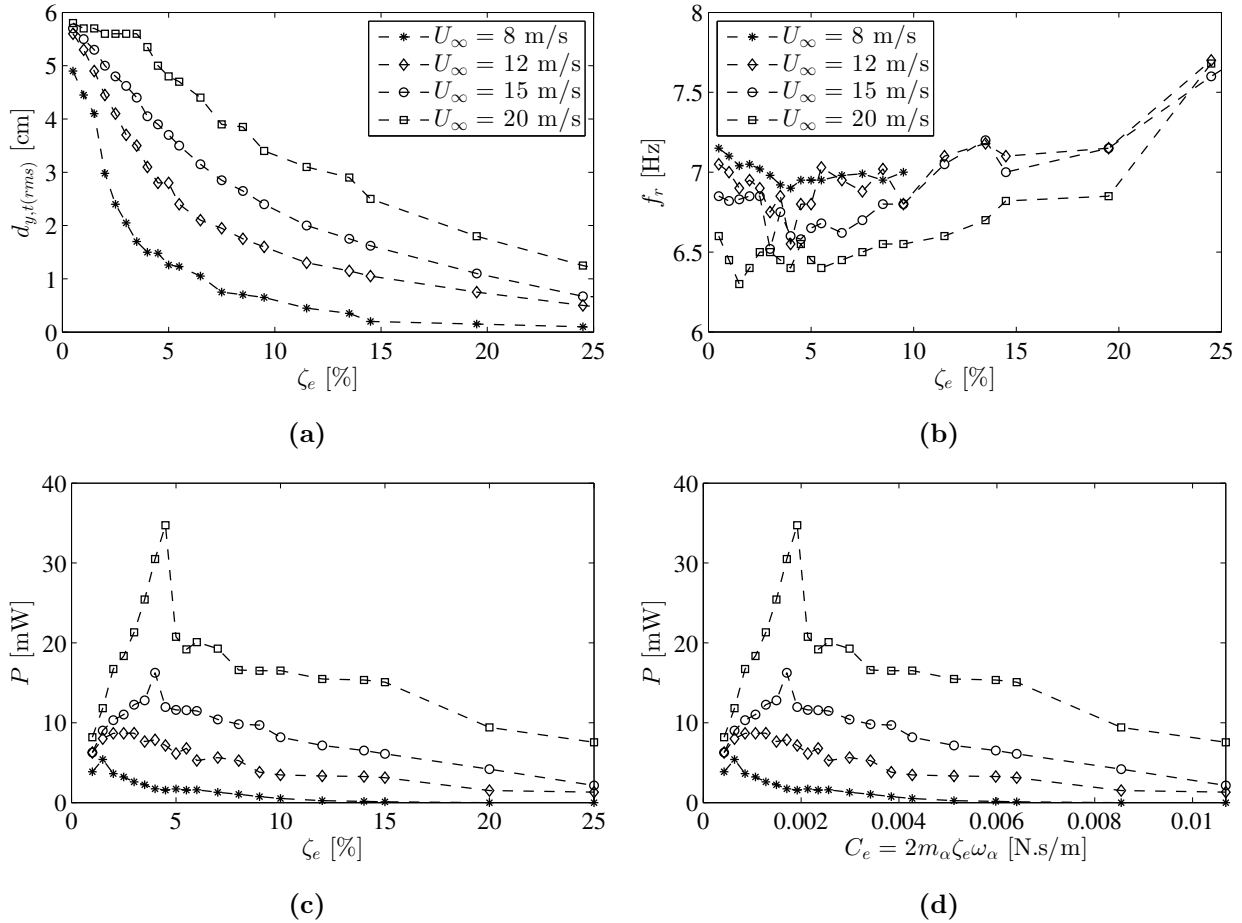 6
5
4
3
2
1
0
0 5 10 15 20 25
d_{y,t(rms)} [cm]
ζ_e [%]
U_∞ = 8 m/s
U_∞ = 12 m/s
U_∞ = 15 m/s
U_∞ = 20 m/s
(a)
8
7.5
7
6.5
6
0 5 10 15 20 25
f_r [Hz]
ζ_e [%]
U_∞ = 8 m/s
U_∞ = 12 m/s
U_∞ = 15 m/s
U_∞ = 20 m/s
(b)
40
30
20
10
0
0 5 10 15 20 25
P [mW]
ζ_e [%]
(c)
40
30
20
10
0
0 0.002 0.004 0.006 0.008 0.01
P [mW]
C_e = 2m_αζ_eω_α [N.s/m]
(d)